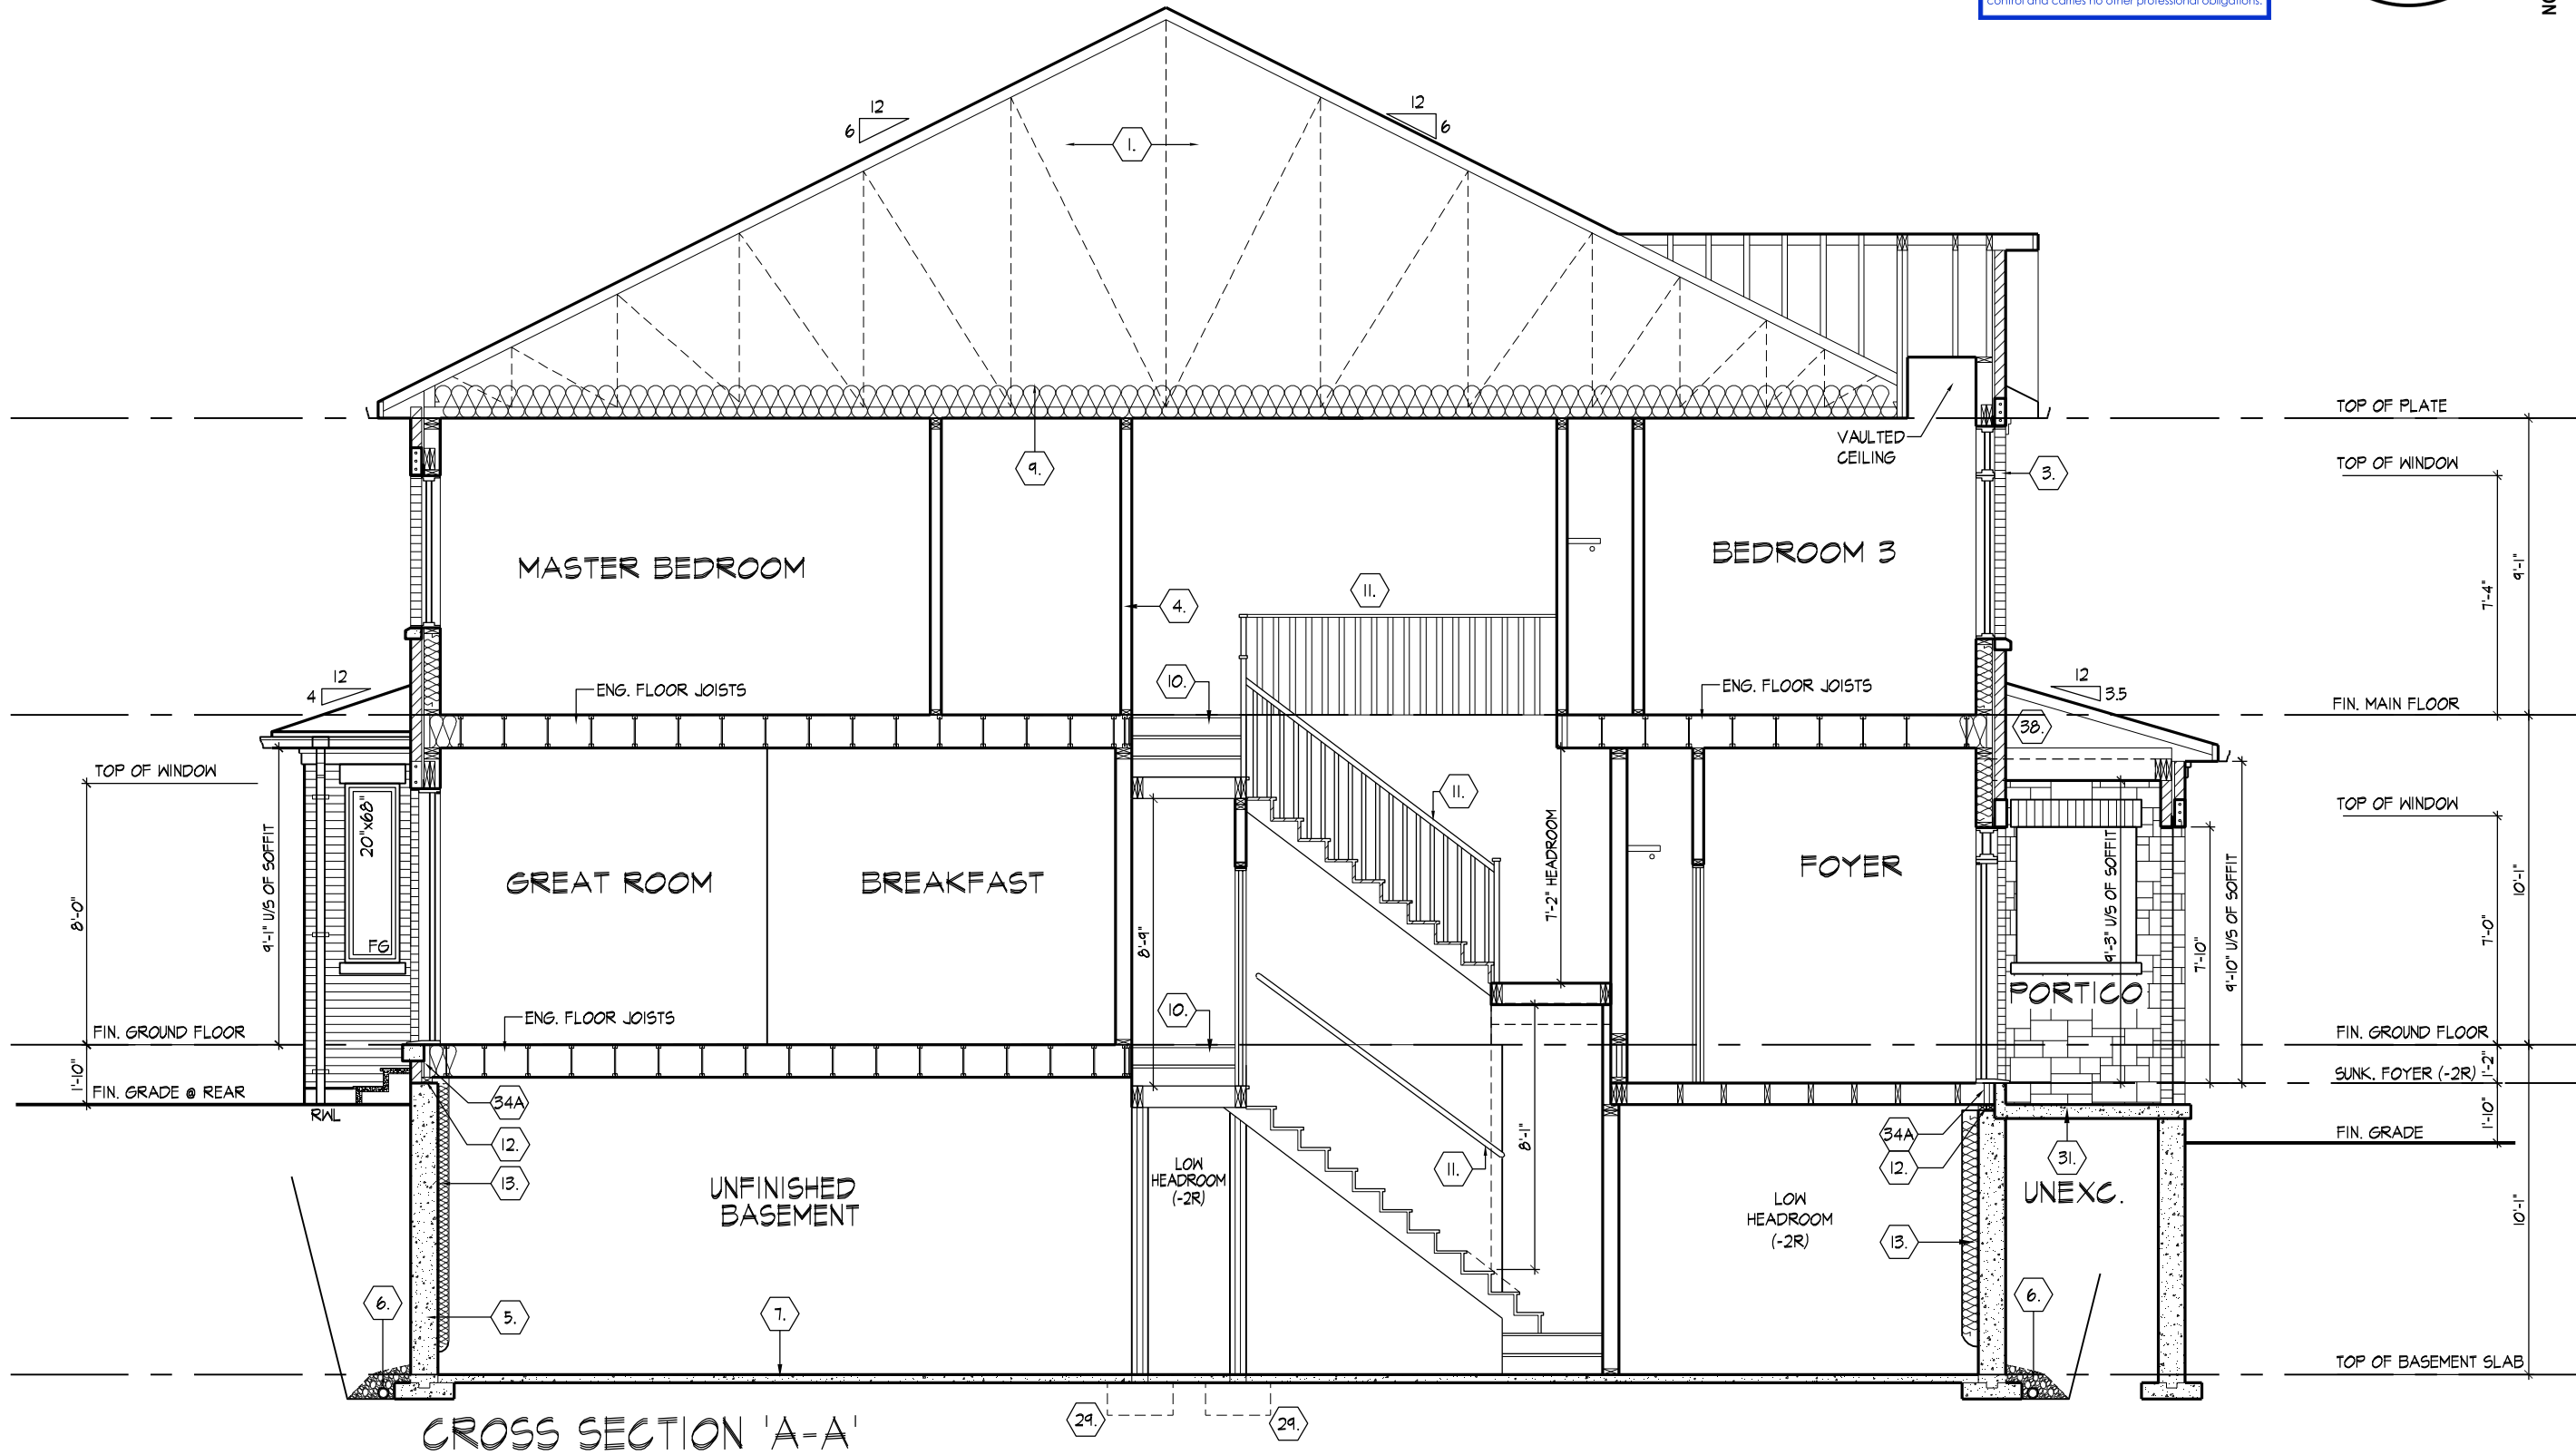 control and carries no other professional obligations.
12
6
12
6
1.
TOP OF PLATE
VAULTED
CEILING
TOP OF WINDOW
9.
3.
MASTER BEDROOM
BEDROOM 3
9'-1"
7'-4"
11.
4.
12
4
ENG. FLOOR JOISTS
10.
ENG. FLOOR JOISTS
12
3.5
FIN. MAIN FLOOR
38.
TOP OF WINDOW
11.
TOP OF WINDOW
20"x68"
9'-1" U/S OF SOFFIT
8'-0"
FG
GREAT ROOM
BREAKFAST
8'-9"
7'-2" HEADROOM
FOYER
9'-3" U/S OF SOFFIT
7'-10"
9'-10" U/S OF SOFFIT
7'-0"
10'-1"
PORTICO
10.
ENG. FLOOR JOISTS
FIN. GROUND FLOOR
FIN. GROUND FLOOR
1'-10"
1'-2"
SUNK. FOYER (-2R)
FIN. GRADE @ REAR
RWL
34A
12.
13.
1'-10"
FIN. GRADE
34A
12.
31.
8'-1"
11.
LOW
HEADROOM
(-2R)
UNFINISHED
BASEMENT
LOW
HEADROOM
(-2R)
13.
UNEXC.
10'-1"
6.
5.
7.
6.
TOP OF BASEMENT SLAB
29.
29.
CROSS SECTION 'A-A'